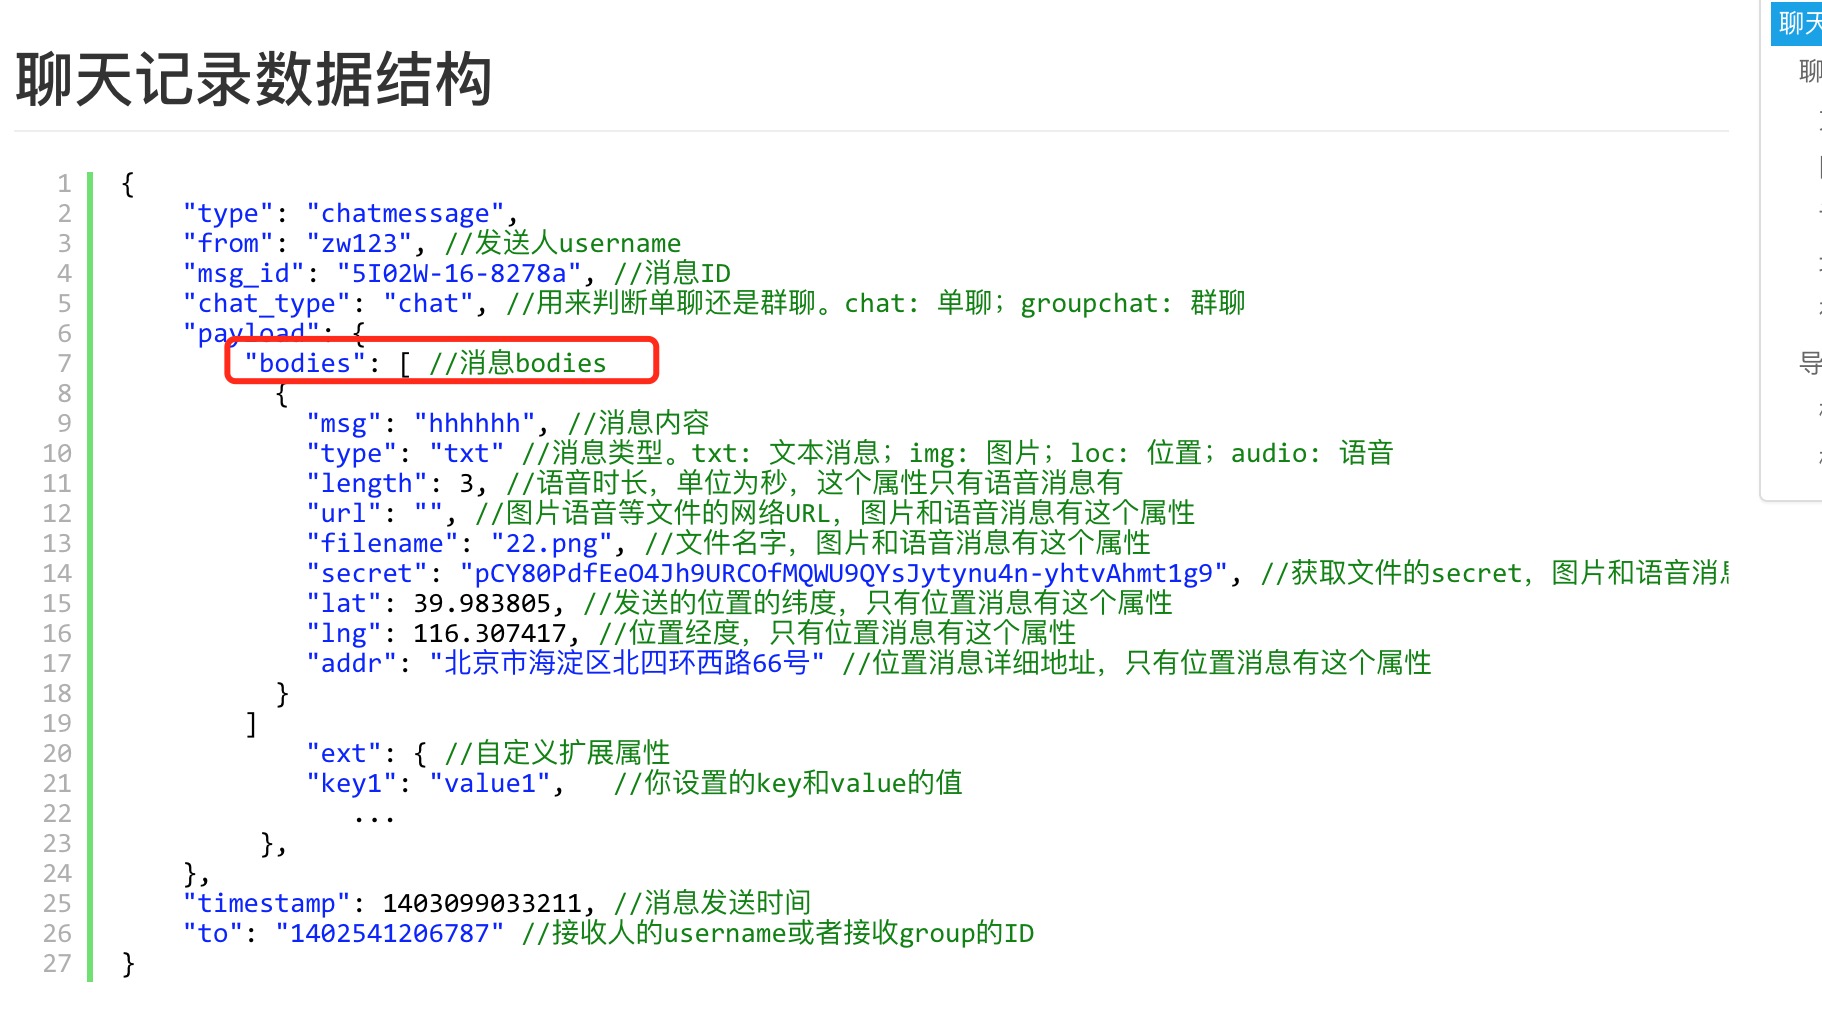 聊天记录数据结构
聊天
聊
导
1 {
2 "type": "chatmessage",
3 "from": "zw123", //发送人username
4 "msg_id": "5I02W-16-8278a", //消息ID
5 "chat_type": "chat", //用来判断单聊还是群聊。chat: 单聊；groupchat: 群聊
6 "payload": {
7 "bodies": [ //消息bodies
8 {
9 "msg": "hhhhhh", //消息内容
10 "type": "txt" //消息类型。txt: 文本消息；img: 图片；loc: 位置；audio: 语音
11 "length": 3, //语音时长，单位为秒，这个属性只有语音消息有
12 "url": "", //图片语音等文件的网络URL，图片和语音消息有这个属性
13 "filename": "22.png", //文件名字，图片和语音消息有这个属性
14 "secret": "pCY80PdfEeO4Jh9URCOfMQWU9QYsJytynu4n-yhtvAhmt1g9", //获取文件的secret，图片和语音消息
15 "lat": 39.983805, //发送的位置的纬度，只有位置消息有这个属性
16 "lng": 116.307417, //位置经度，只有位置消息有这个属性
17 "addr": "北京市海淀区北四环西路66号" //位置消息详细地址，只有位置消息有这个属性
18 }
19 ]
20 "ext": { //自定义扩展属性
21 "key1": "value1", //你设置的key和value的值
22 ...
23 },
24 },
25 "timestamp": 1403099033211, //消息发送时间
26 "to": "1402541206787" //接收人的username或者接收group的ID
27 }